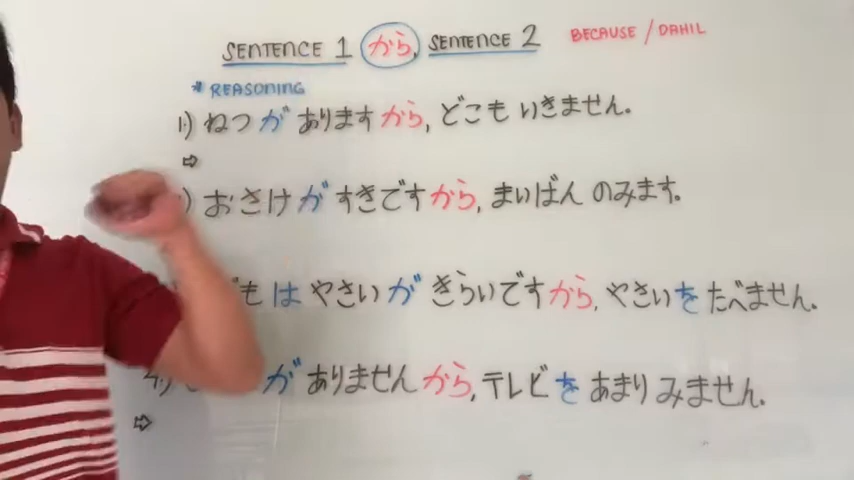 SENTENCE 1 から, SENTENCE 2 BECAUSE / DAHIL
* REASONING
1.) ねつ が あります から, どこも いきません。
⇨
) おさけ が すきです から, まいばん のみます。
も は やさい が きらいです から, やさい を たべません。
4.) が ありません から, テレビ を あまり みません。
⇨